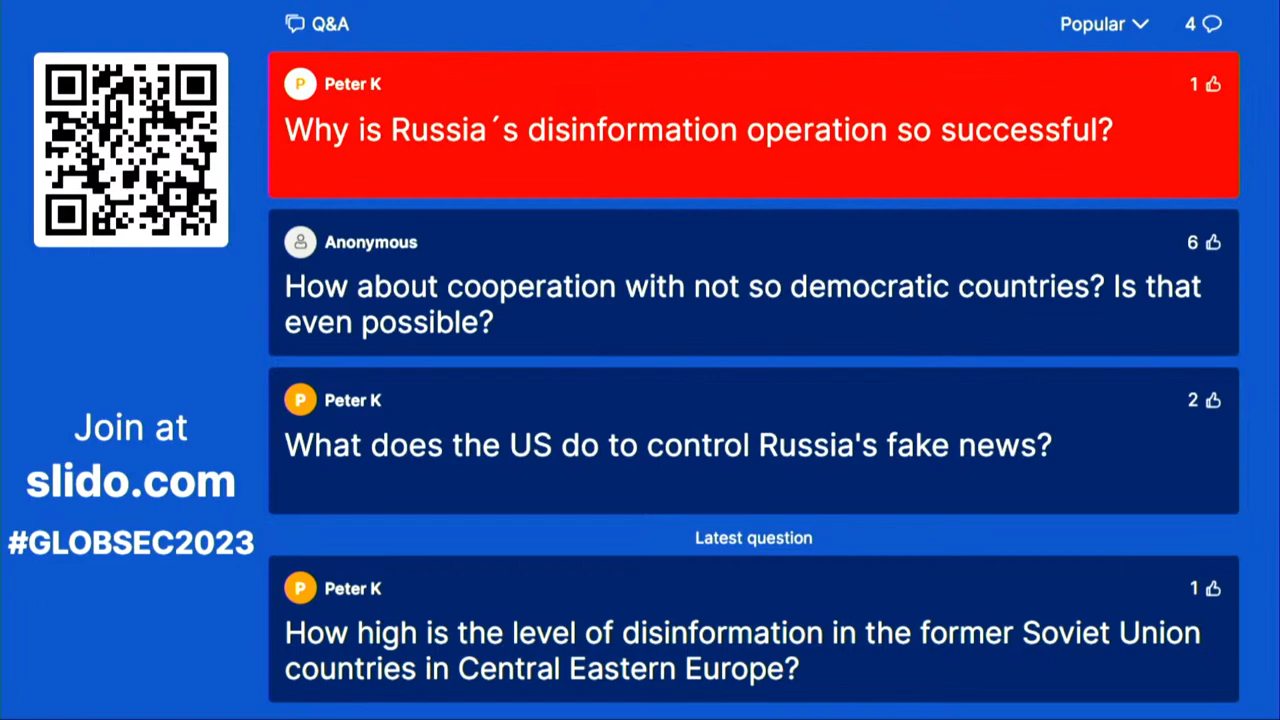 Q&A
Popular
4
P
Peter K
1
Why is Russia´s disinformation operation so successful?
Anonymous
6
How about cooperation with not so democratic countries? Is that
even possible?
P
Peter K
2
What does the US do to control Russia's fake news?
Join at
slido.com
#GLOBSEC2023
Latest question
P
Peter K
1
How high is the level of disinformation in the former Soviet Union
countries in Central Eastern Europe?